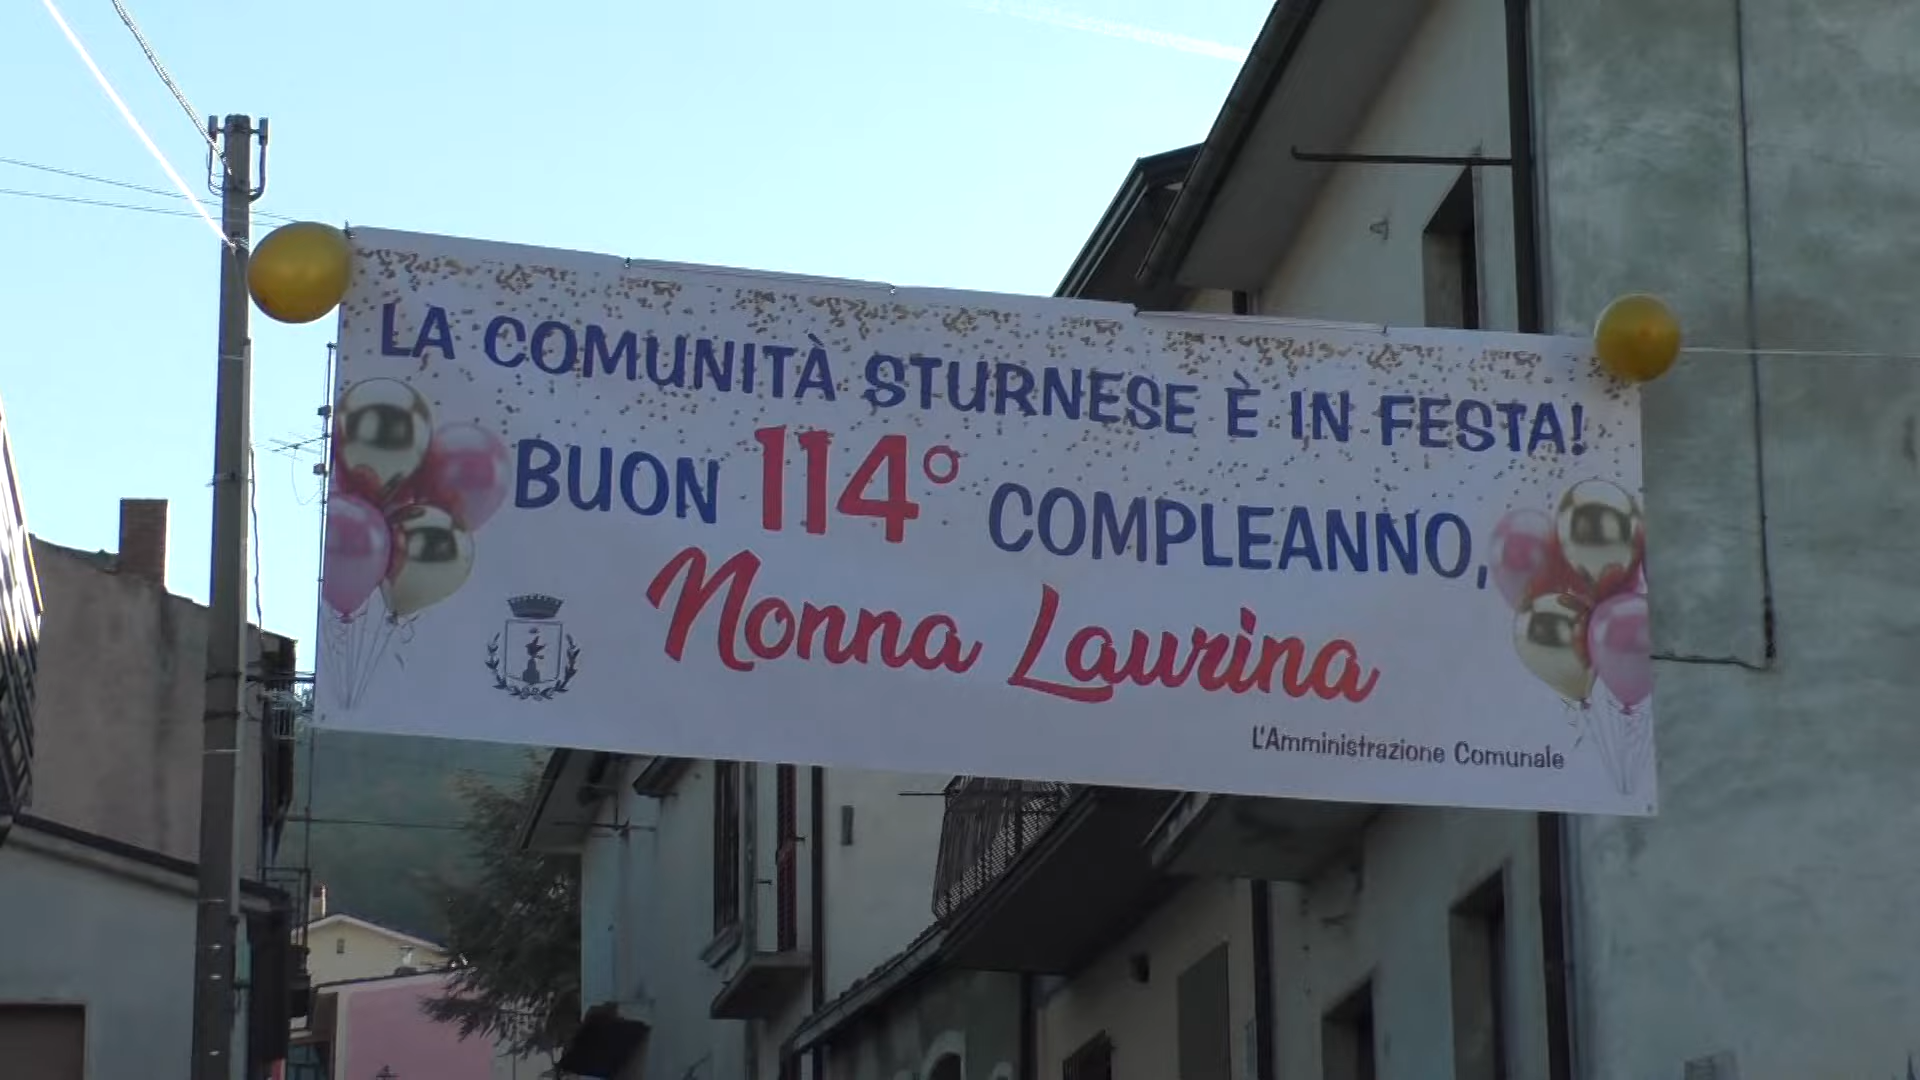 LA COMUNITÀ STURNESE È IN FESTA!
BUON 114° COMPLEANNO,
Nonna Laurina
L'Amministrazione Comunale